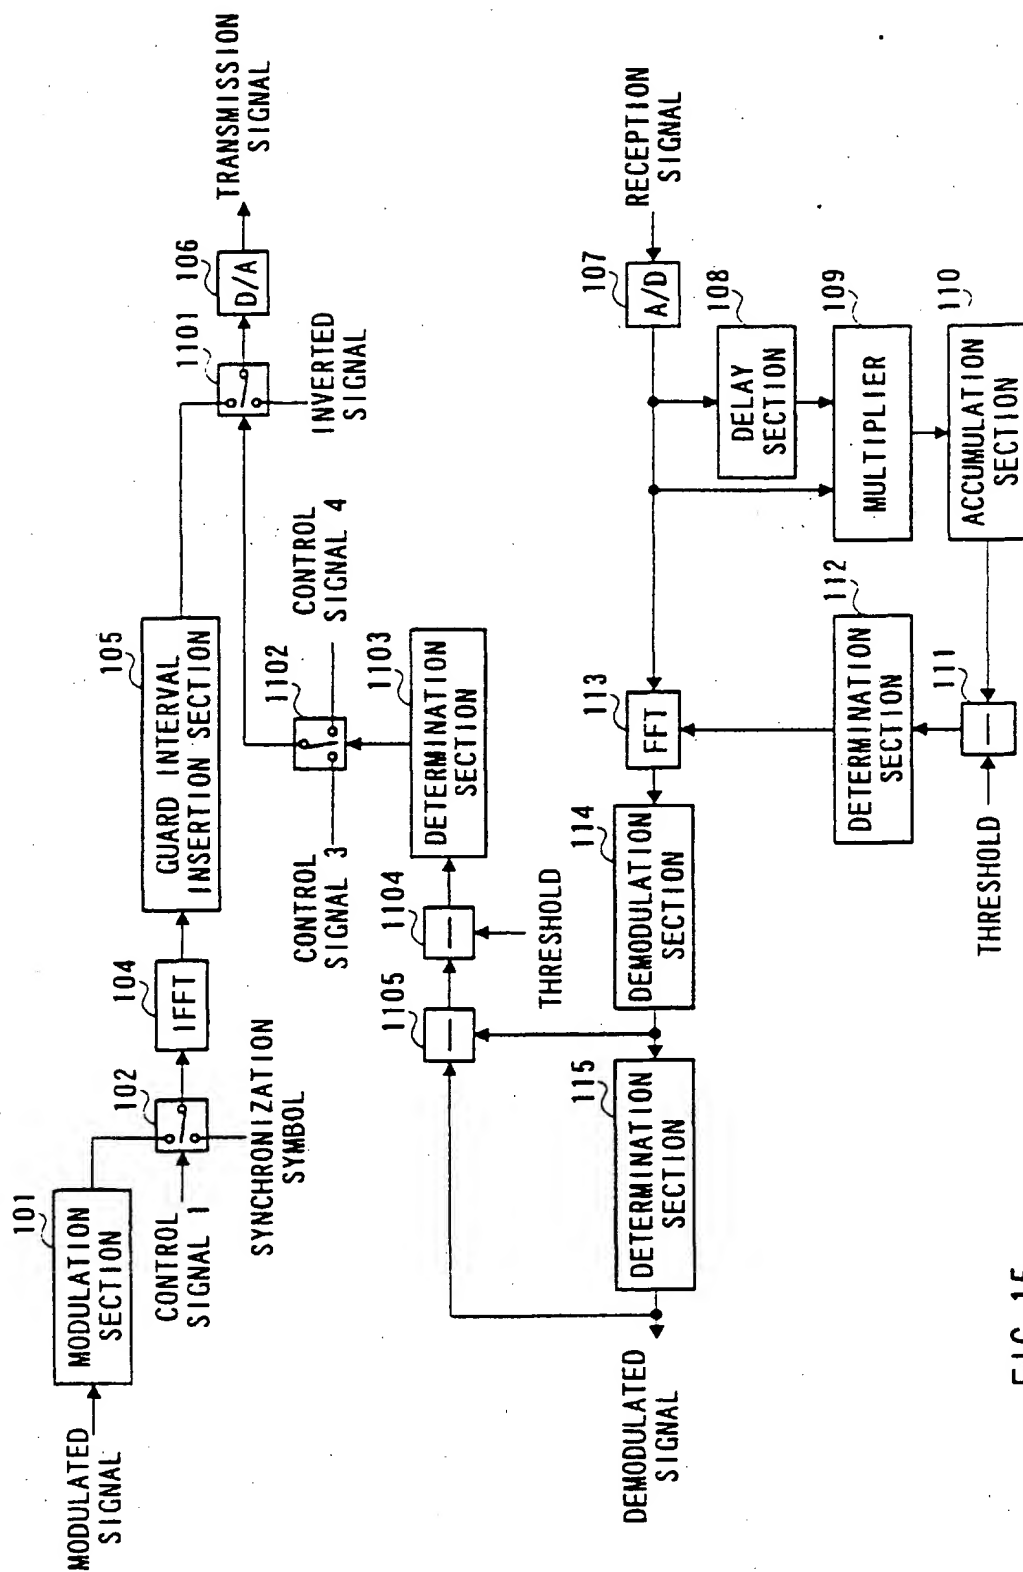 MODULATED
SIGNAL
101
MODULATION
SECTION
CONTROL
SIGNAL 1
102
SYNCHRONIZATION
SYMBOL
104
IFFT
105
GUARD INTERVAL
INSERTION SECTION
1101
INVERTED
SIGNAL
106
D/A
TRANSMISSION
SIGNAL
CONTROL
SIGNAL 3
1102
CONTROL
SIGNAL 4
1105
1104
THRESHOLD
1103
DETERMINATION
SECTION
DEMODULATED
SIGNAL
115
DETERMINATION
SECTION
114
DEMODULATION
SECTION
113
FFT
107
A/D
RECEPTION
SIGNAL
108
DELAY
SECTION
109
MULTIPLIER
110
ACCUMULATION
SECTION
112
DETERMINATION
SECTION
111
THRESHOLD